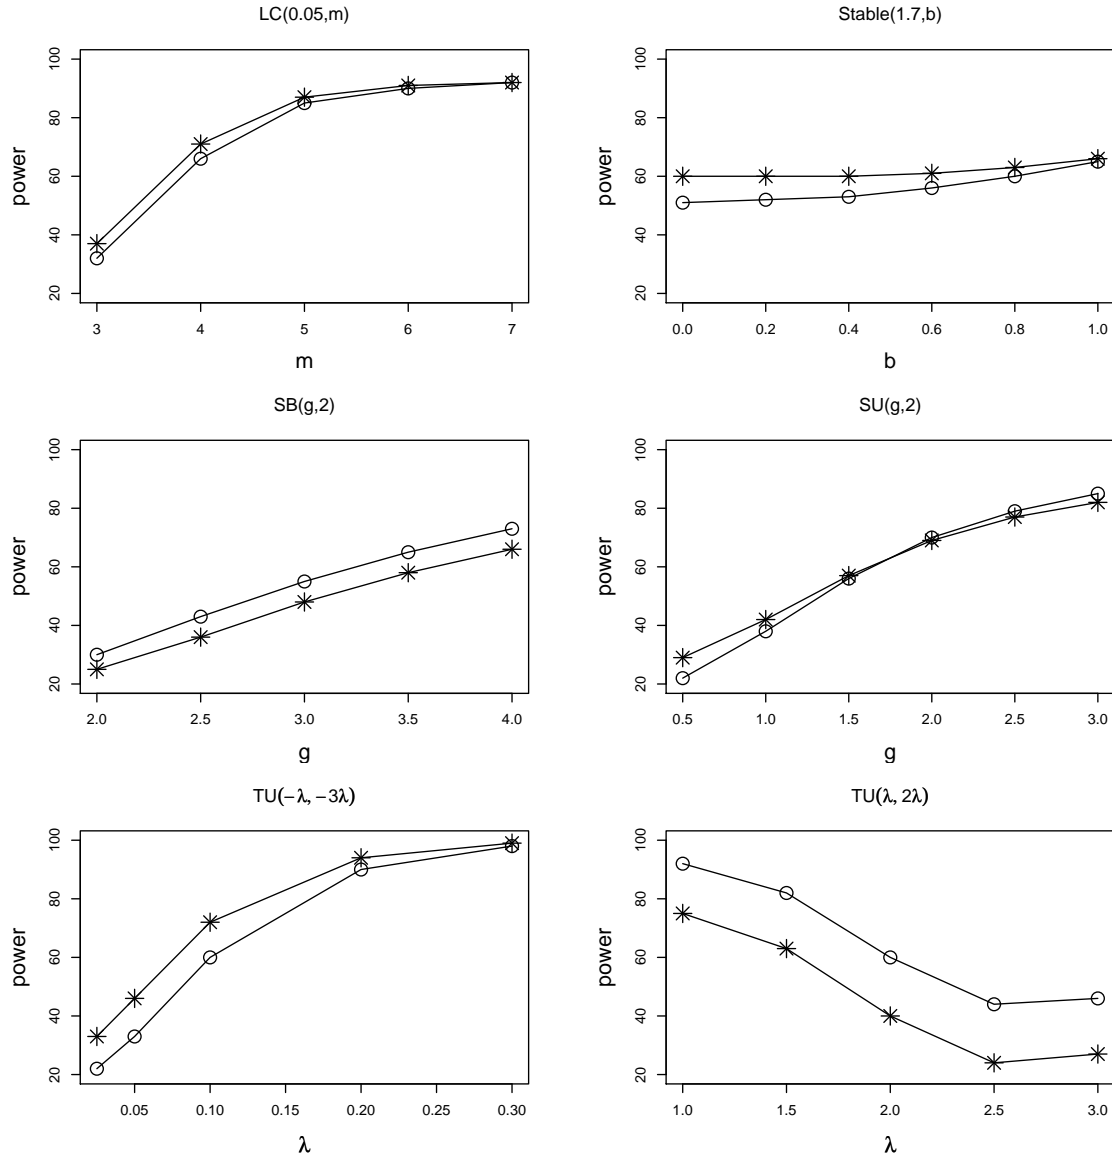 LC(0.05,m)
power
20 40 60 80 100
3 4 5 6 7
m
Stable(1.7,b)
power
20 40 60 80 100
0.0 0.2 0.4 0.6 0.8 1.0
b
SB(g,2)
power
20 40 60 80 100
2.0 2.5 3.0 3.5 4.0
g
SU(g,2)
power
20 40 60 80 100
0.5 1.0 1.5 2.0 2.5 3.0
g
TU(−λ, −3λ)
power
20 40 60 80 100
0.05 0.10 0.15 0.20 0.25 0.30
λ
TU(λ, 2λ)
power
20 40 60 80 100
1.0 1.5 2.0 2.5 3.0
λ